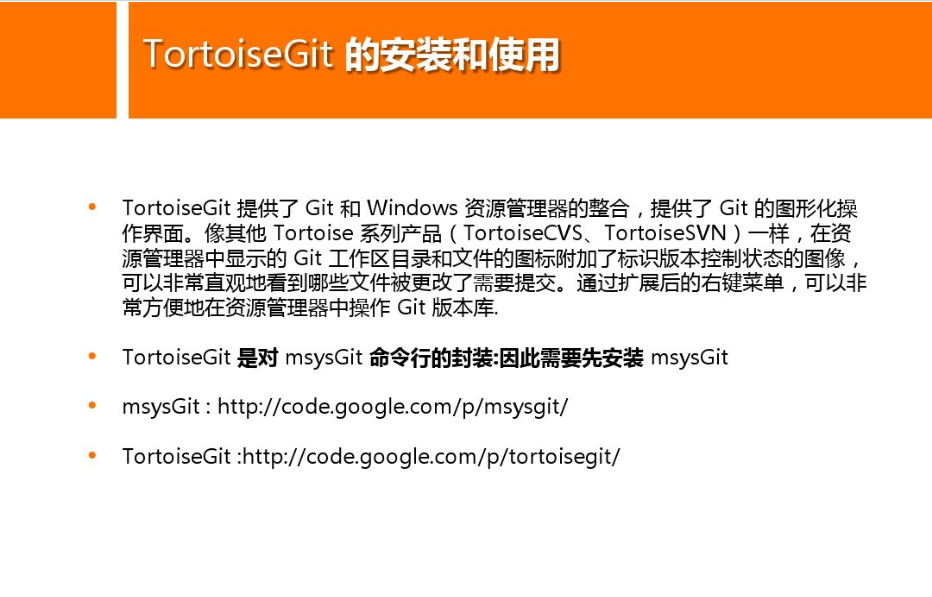 TortoiseGit 的安装和使用
• TortoiseGit 提供了 Git 和 Windows 资源管理器的整合，提供了 Git 的图形化操
作界面。像其他 Tortoise 系列产品（TortoiseCVS、TortoiseSVN）一样，在资
源管理器中显示的 Git 工作区目录和文件的图标附加了标识版本控制状态的图像，
可以非常直观地看到哪些文件被更改了需要提交。通过扩展后的右键菜单，可以非
常方便地在资源管理器中操作 Git 版本库.
• TortoiseGit 是对 msysGit 命令行的封装:因此需要先安装 msysGit
• msysGit : http://code.google.com/p/msysgit/
• TortoiseGit :http://code.google.com/p/tortoisegit/